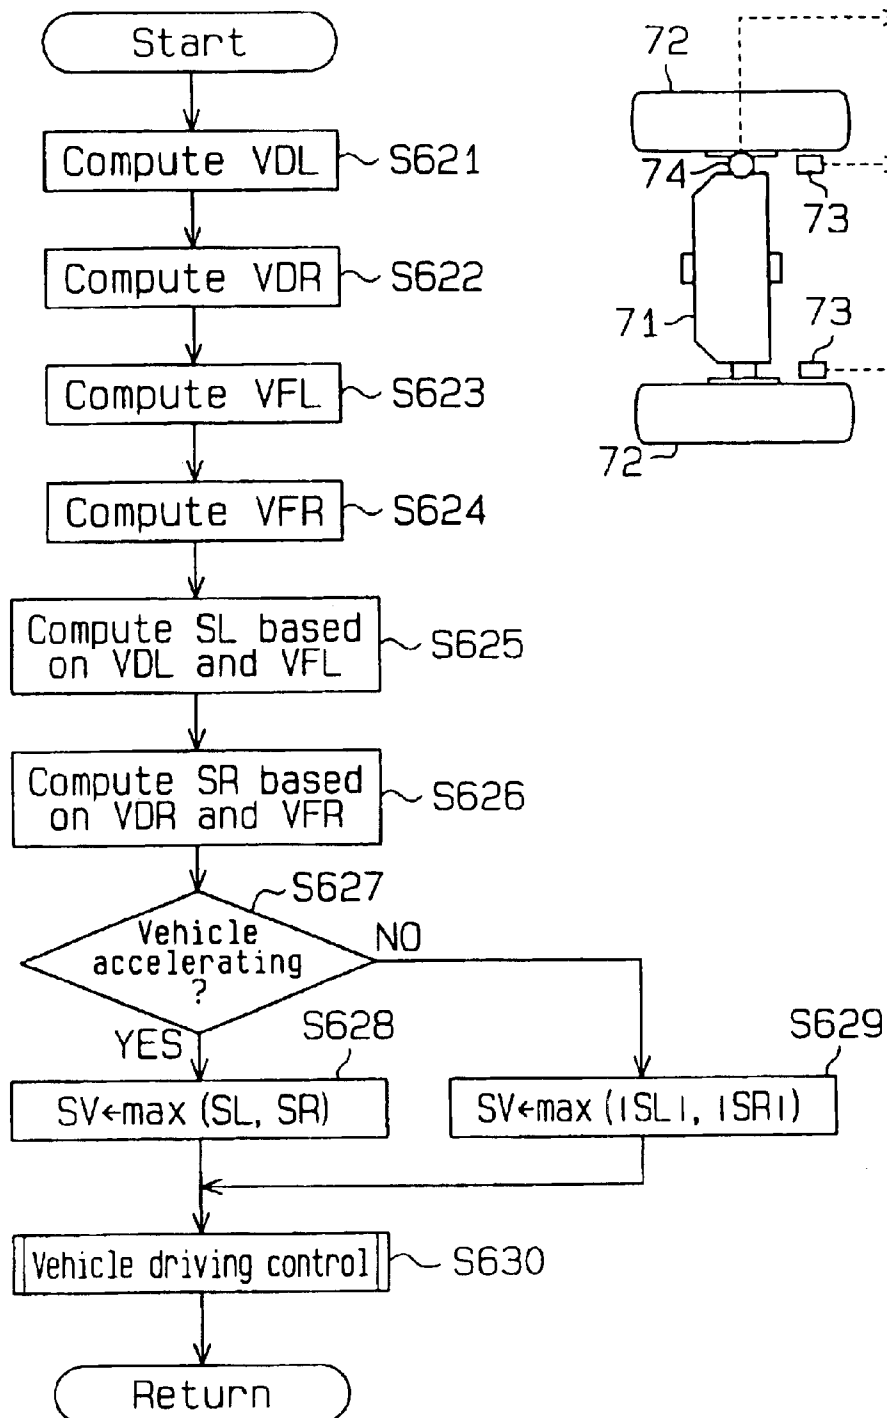 Start
Compute VDL
S621
Compute VDR
S622
Compute VFL
S623
Compute VFR
S624
Compute SL based
on VDL and VFL
S625
Compute SR based
on VDR and VFR
S626
S627
Vehicle
accelerating
?
NO
YES
S628
SV←max (SL, SR)
S629
SV←max (|SL|, |SR|)
Vehicle driving control
S630
Return
72
74
73
71
73
72